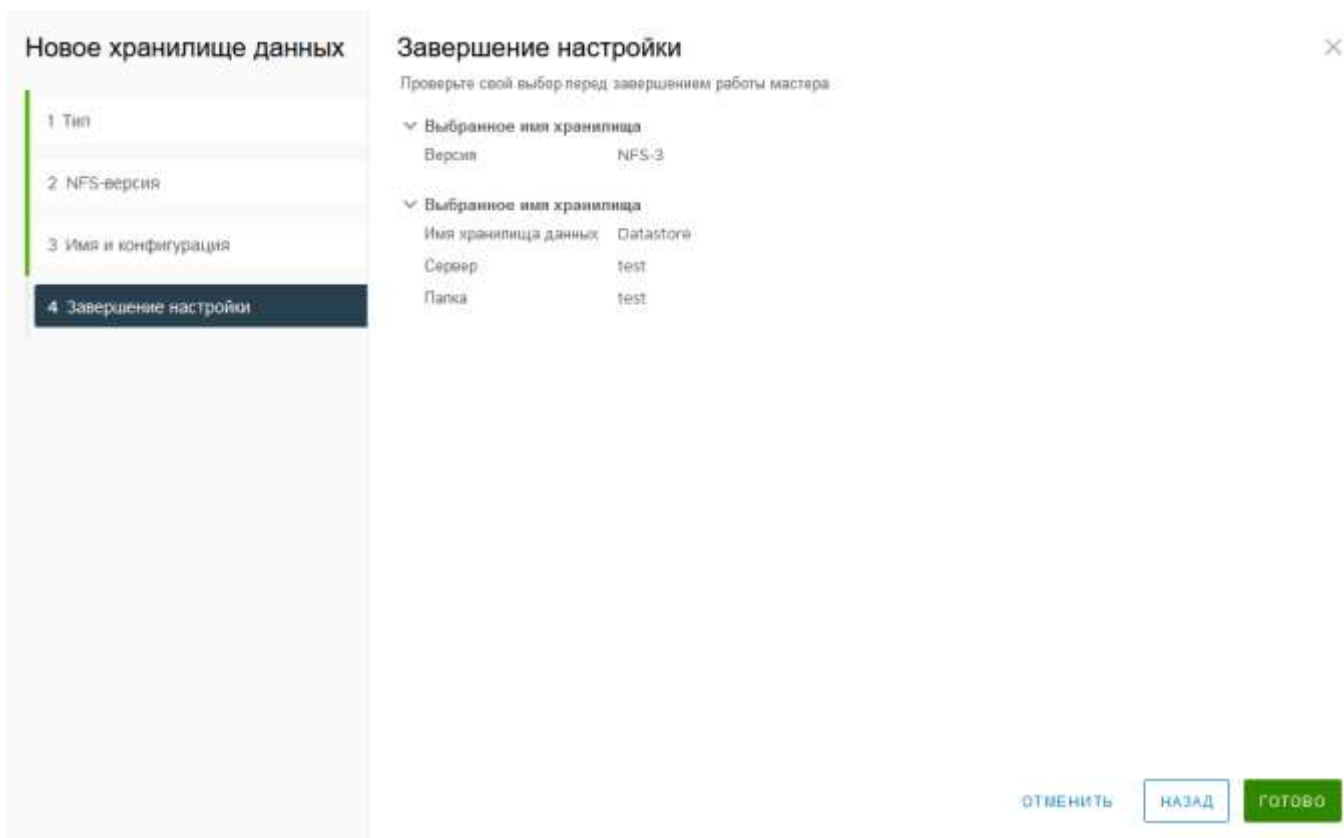 Новое хранилище данных
1 Тип
2 NFS-версия
3 Имя и конфигурация
4 Завершение настройки
Завершение настройки
Проверьте свой выбор перед завершением работы мастера
Выбранное имя хранилища
Версия NFS-3
Выбранное имя хранилища
Имя хранилища данных Datastore
Сервер test
Папка test
ОТМЕНИТЬ НАЗАД ГОТОВО